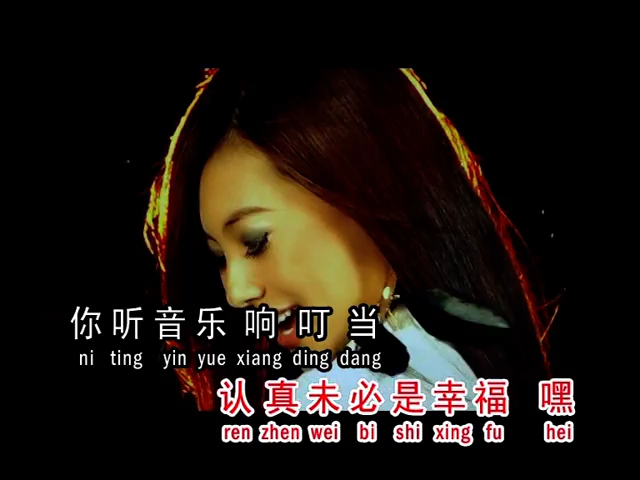 你听音乐响叮当
ni ting yin yue xiang ding dang
认真未必是幸福 嘿
ren zhen wei bi shi xing fu hei